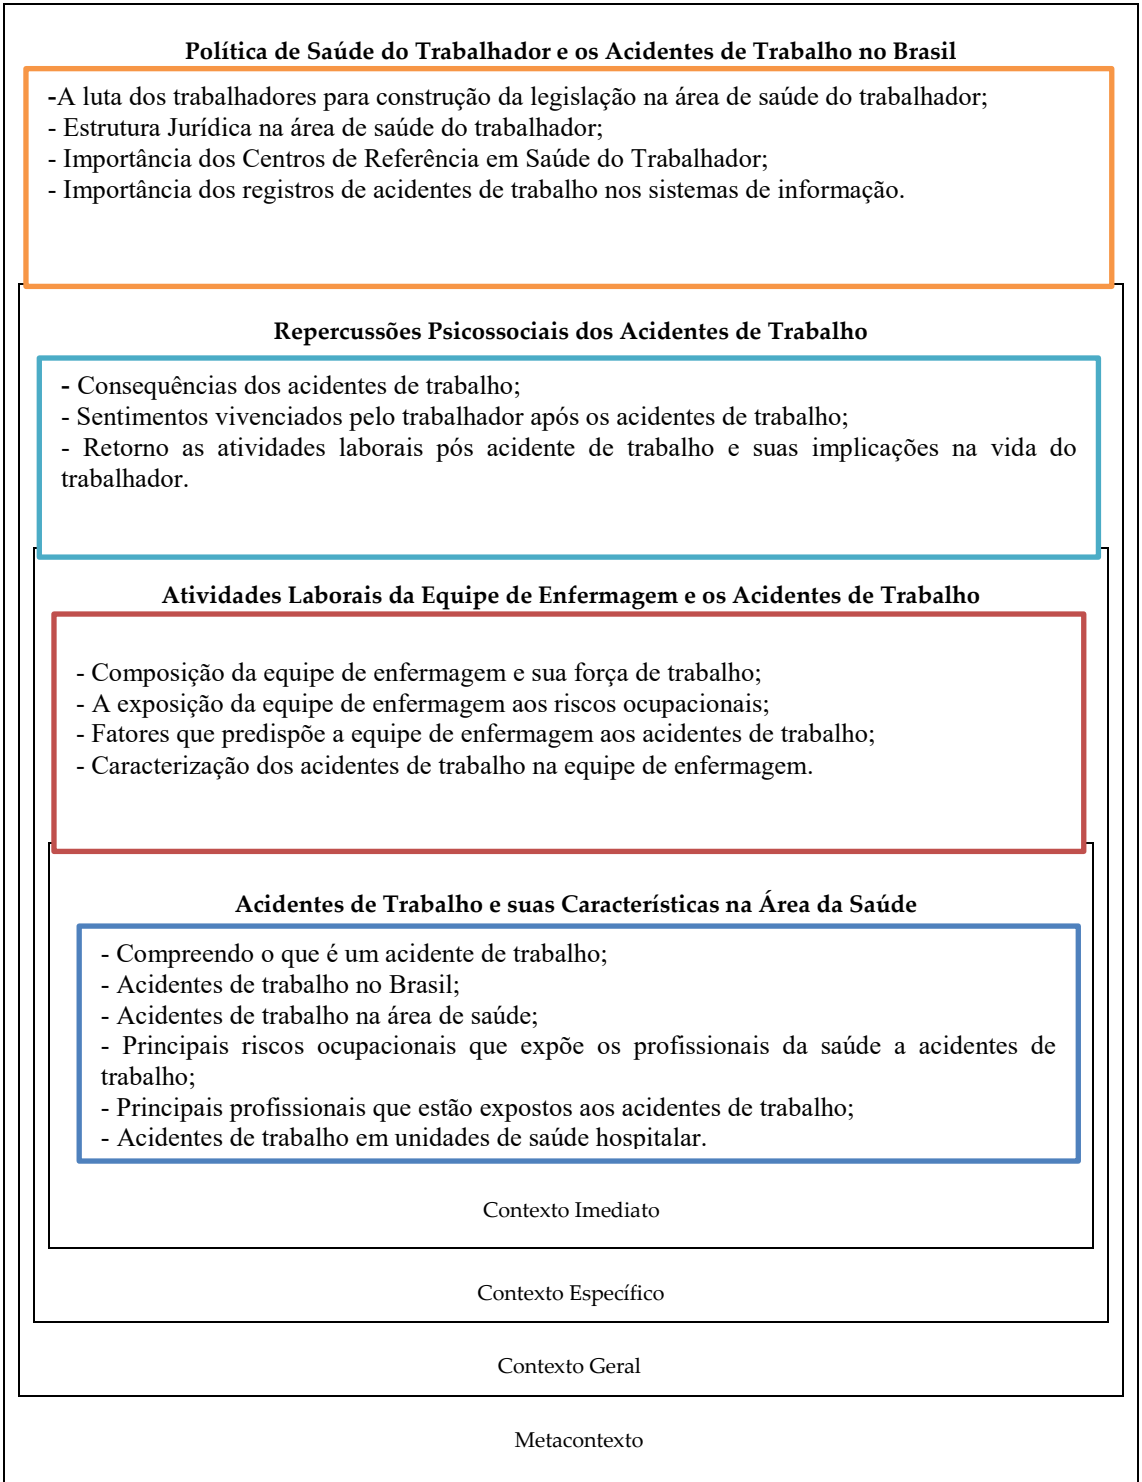 Política de Saúde do Trabalhador e os Acidentes de Trabalho no Brasil
-A luta dos trabalhadores para construção da legislação na área de saúde do trabalhador;
- Estrutura Jurídica na área de saúde do trabalhador;
- Importância dos Centros de Referência em Saúde do Trabalhador;
- Importância dos registros de acidentes de trabalho nos sistemas de informação.
Repercussões Psicossociais dos Acidentes de Trabalho
- Consequências dos acidentes de trabalho;
- Sentimentos vivenciados pelo trabalhador após os acidentes de trabalho;
- Retorno as atividades laborais pós acidente de trabalho e suas implicações na vida do
trabalhador.
Atividades Laborais da Equipe de Enfermagem e os Acidentes de Trabalho
- Composição da equipe de enfermagem e sua força de trabalho;
- A exposição da equipe de enfermagem aos riscos ocupacionais;
- Fatores que predispõe a equipe de enfermagem aos acidentes de trabalho;
- Caracterização dos acidentes de trabalho na equipe de enfermagem.
Acidentes de Trabalho e suas Características na Área da Saúde
- Compreendo o que é um acidente de trabalho;
- Acidentes de trabalho no Brasil;
- Acidentes de trabalho na área de saúde;
- Principais riscos ocupacionais que expõe os profissionais da saúde a acidentes de
trabalho;
- Principais profissionais que estão expostos aos acidentes de trabalho;
- Acidentes de trabalho em unidades de saúde hospitalar.
Contexto Imediato
Contexto Específico
Contexto Geral
Metacontexto